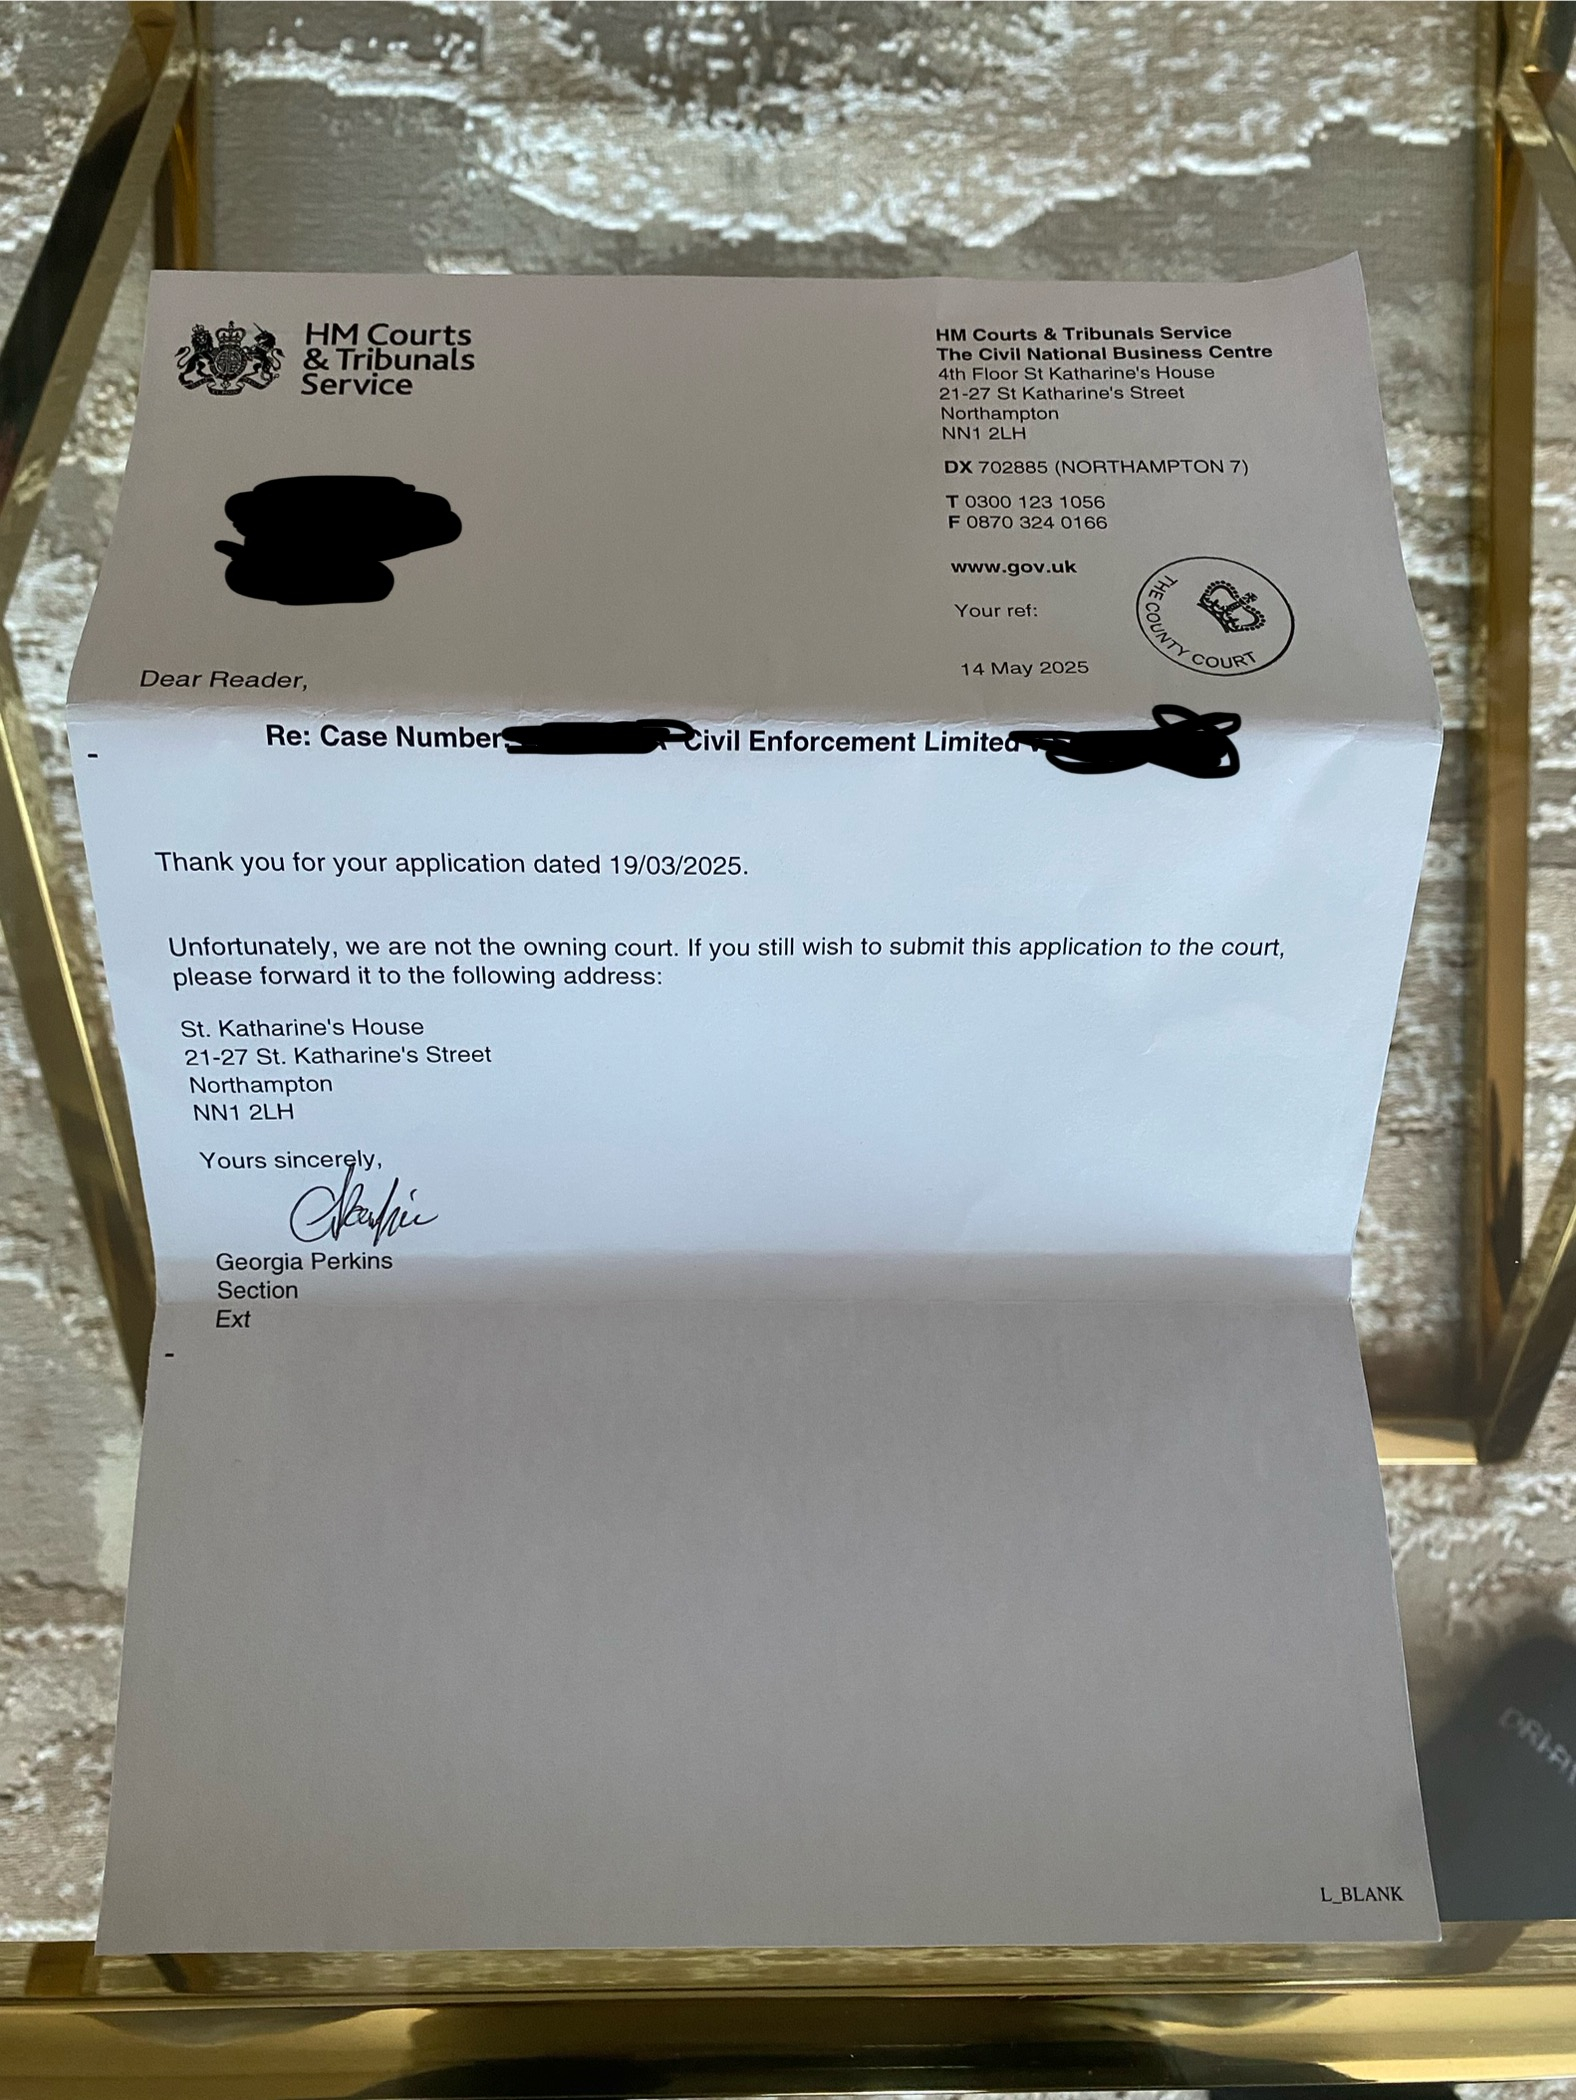 HM Courts
& Tribunals
Service
HM Courts & Tribunals Service
The Civil National Business Centre
4th Floor St Katharine's House
21-27 St Katharine's Street
Northampton
NN1 2LH
DX 702885 (NORTHAMPTON 7)
T 0300 123 1056
F 0870 324 0166
www.gov.uk
Your ref:
THE COUNTY COURT
14 May 2025
Dear Reader,
Re: Case Number Civil Enforcement Limited
Thank you for your application dated 19/03/2025.
Unfortunately, we are not the owning court. If you still wish to submit this application to the court,
please forward it to the following address:
St. Katharine's House
21-27 St. Katharine's Street
Northampton
NN1 2LH
Yours sincerely,
Georgia Perkins
Section
Ext
L_BLANK